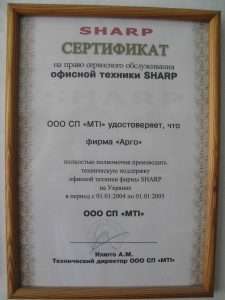 SHARP
СЕРТИФИКАТ
на право сервисного обслуживания
офисной техники SHARP
ООО СП «МТІ» удостоверяет, что
фирма «Арго»
полностью полномочна производить
техническую поддержку
офисной техники фирмы SHARP
на Украине
в период с 01.01.2004 по 01.01.2005
ООО СП «МТІ»
А.М.
Технический директор ООО СП «МТІ»